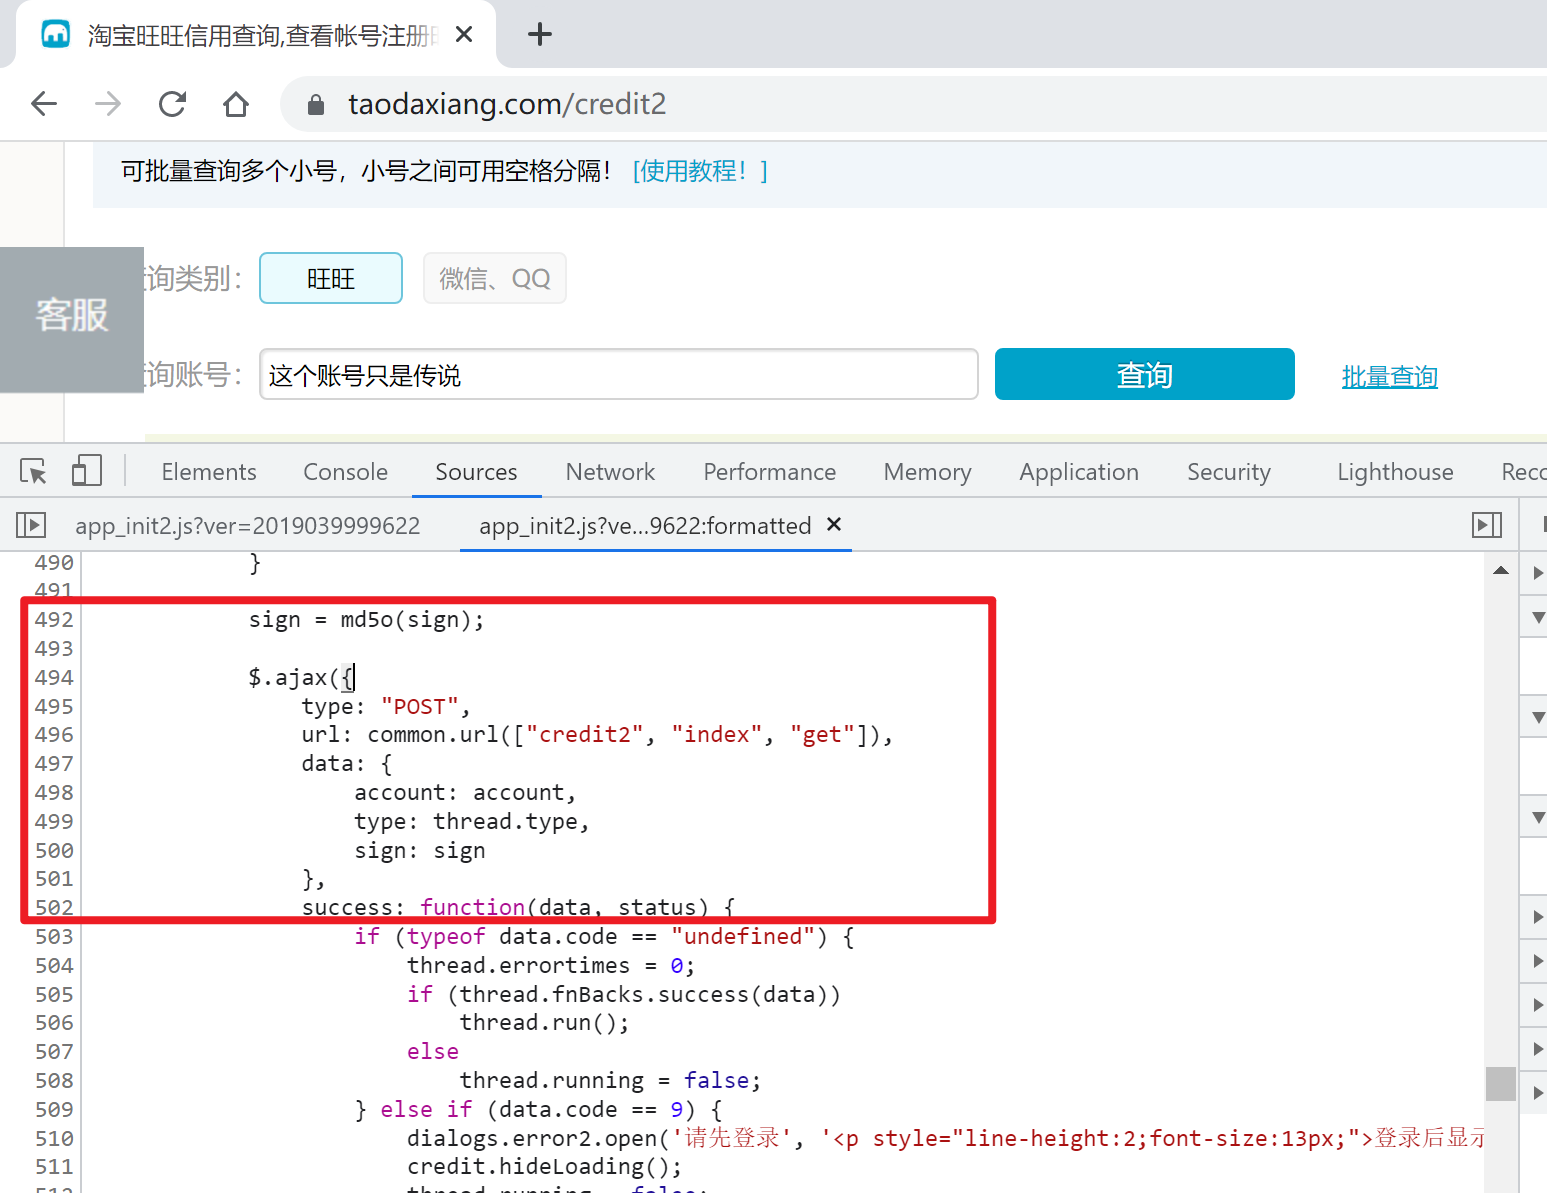 淘宝旺旺信用查询,查看帐号注册
taodaxiang.com/credit2
可批量查询多个小号，小号之间可用空格分隔！ [使用教程！]
客服
询类别： 旺旺 微信、QQ
询账号： 这个账号只是传说 查询 批量查询
Elements Console Sources Network Performance Memory Application Security Lighthouse Reco
app_init2.js?ver=2019039999622 app_init2.js?ve…9622:formatted
490 }
491
492 sign = md5o(sign);
493
494 $.ajax({
495 type: "POST",
496 url: common.url(["credit2", "index", "get"]),
497 data: {
498 account: account,
499 type: thread.type,
500 sign: sign
501 },
502 success: function(data, status) {
503 if (typeof data.code == "undefined") {
504 thread.errortimes = 0;
505 if (thread.fnBacks.success(data))
506 thread.run();
507 else
508 thread.running = false;
509 } else if (data.code == 9) {
510 dialogs.error2.open('请先登录', '<p style="line-height:2;font-size:13px;">登录后显示
511 credit.hideLoading();
512 thread.running = false;